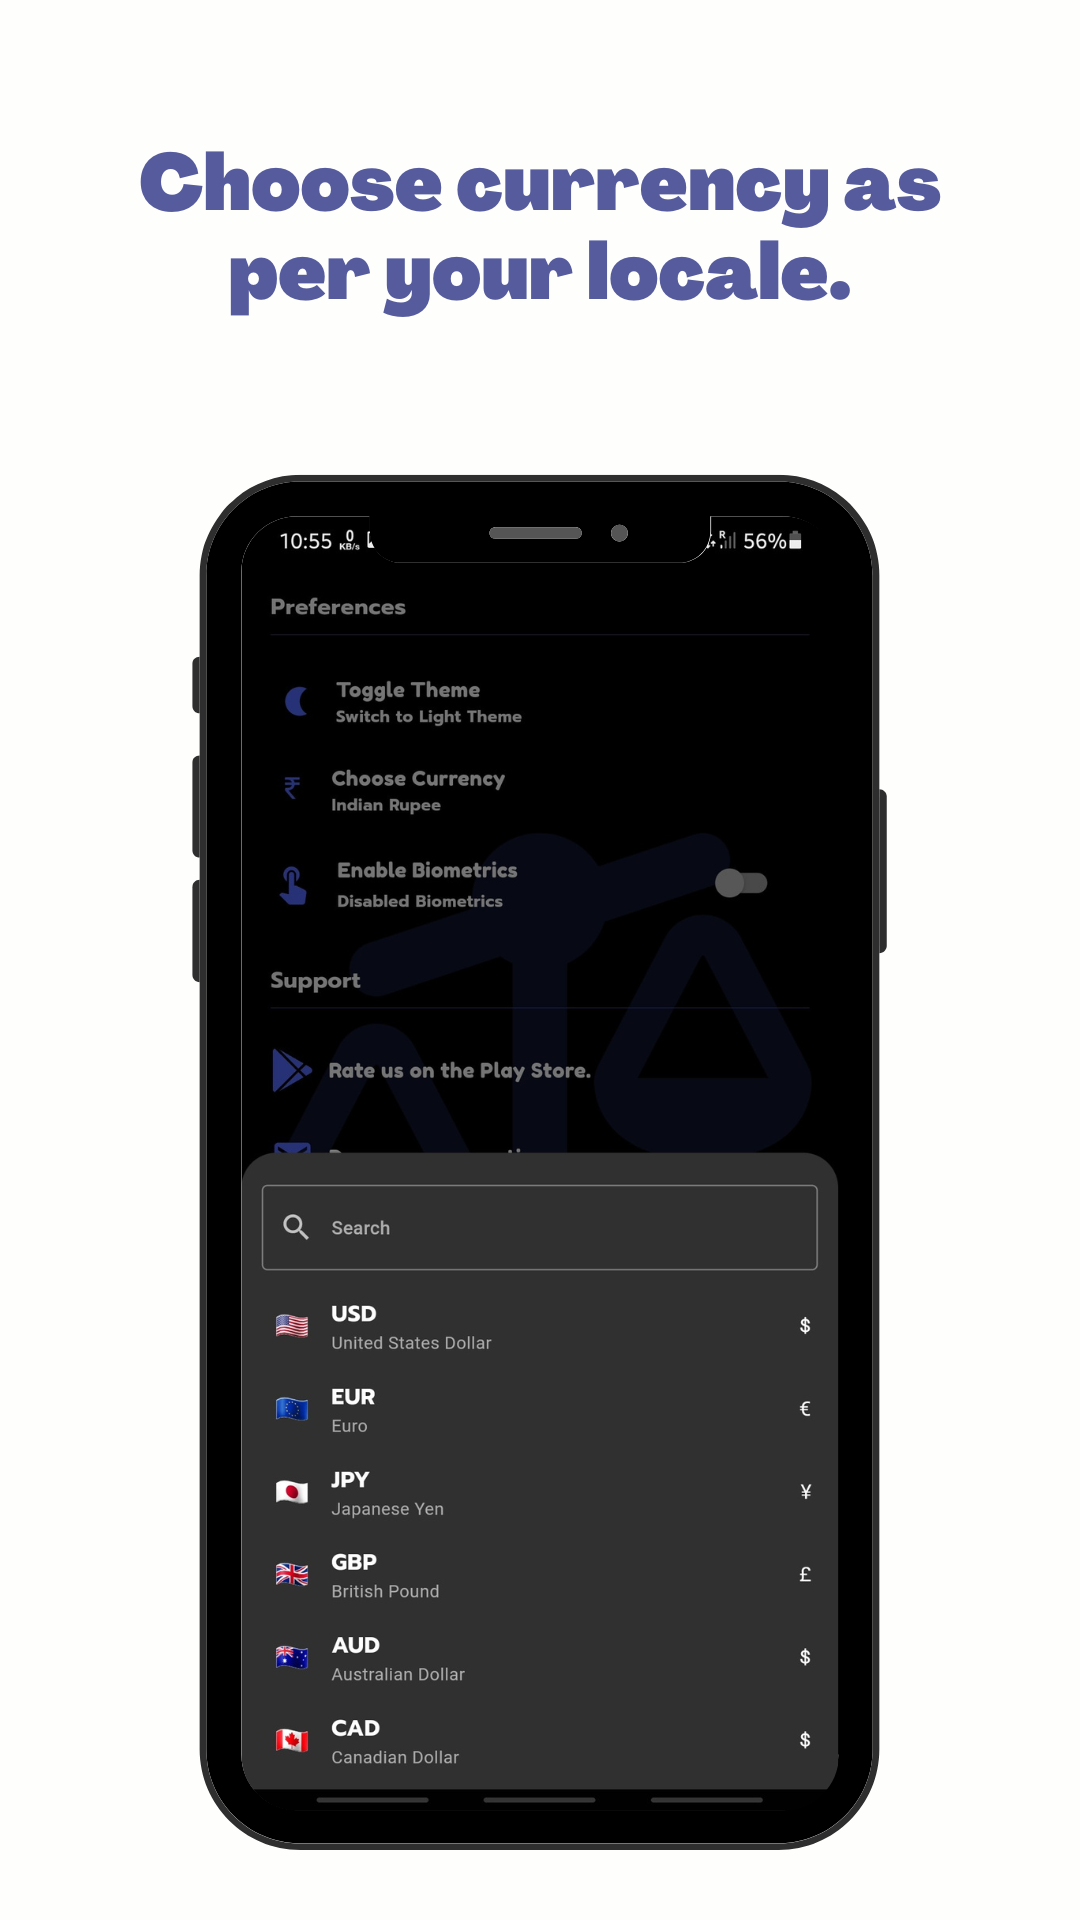 Choose currency as
per your locale.
10:55 0 KB/s R 56%
Preferences
Toggle Theme
Switch to Light Theme
₹ Choose Currency
Indian Rupee
Enable Biometrics
Disabled Biometrics
Support
Rate us on the Play Store.
Search
USD
United States Dollar
$
EUR
Euro
€
JPY
Japanese Yen
¥
GBP
British Pound
£
AUD
Australian Dollar
$
CAD
Canadian Dollar
$